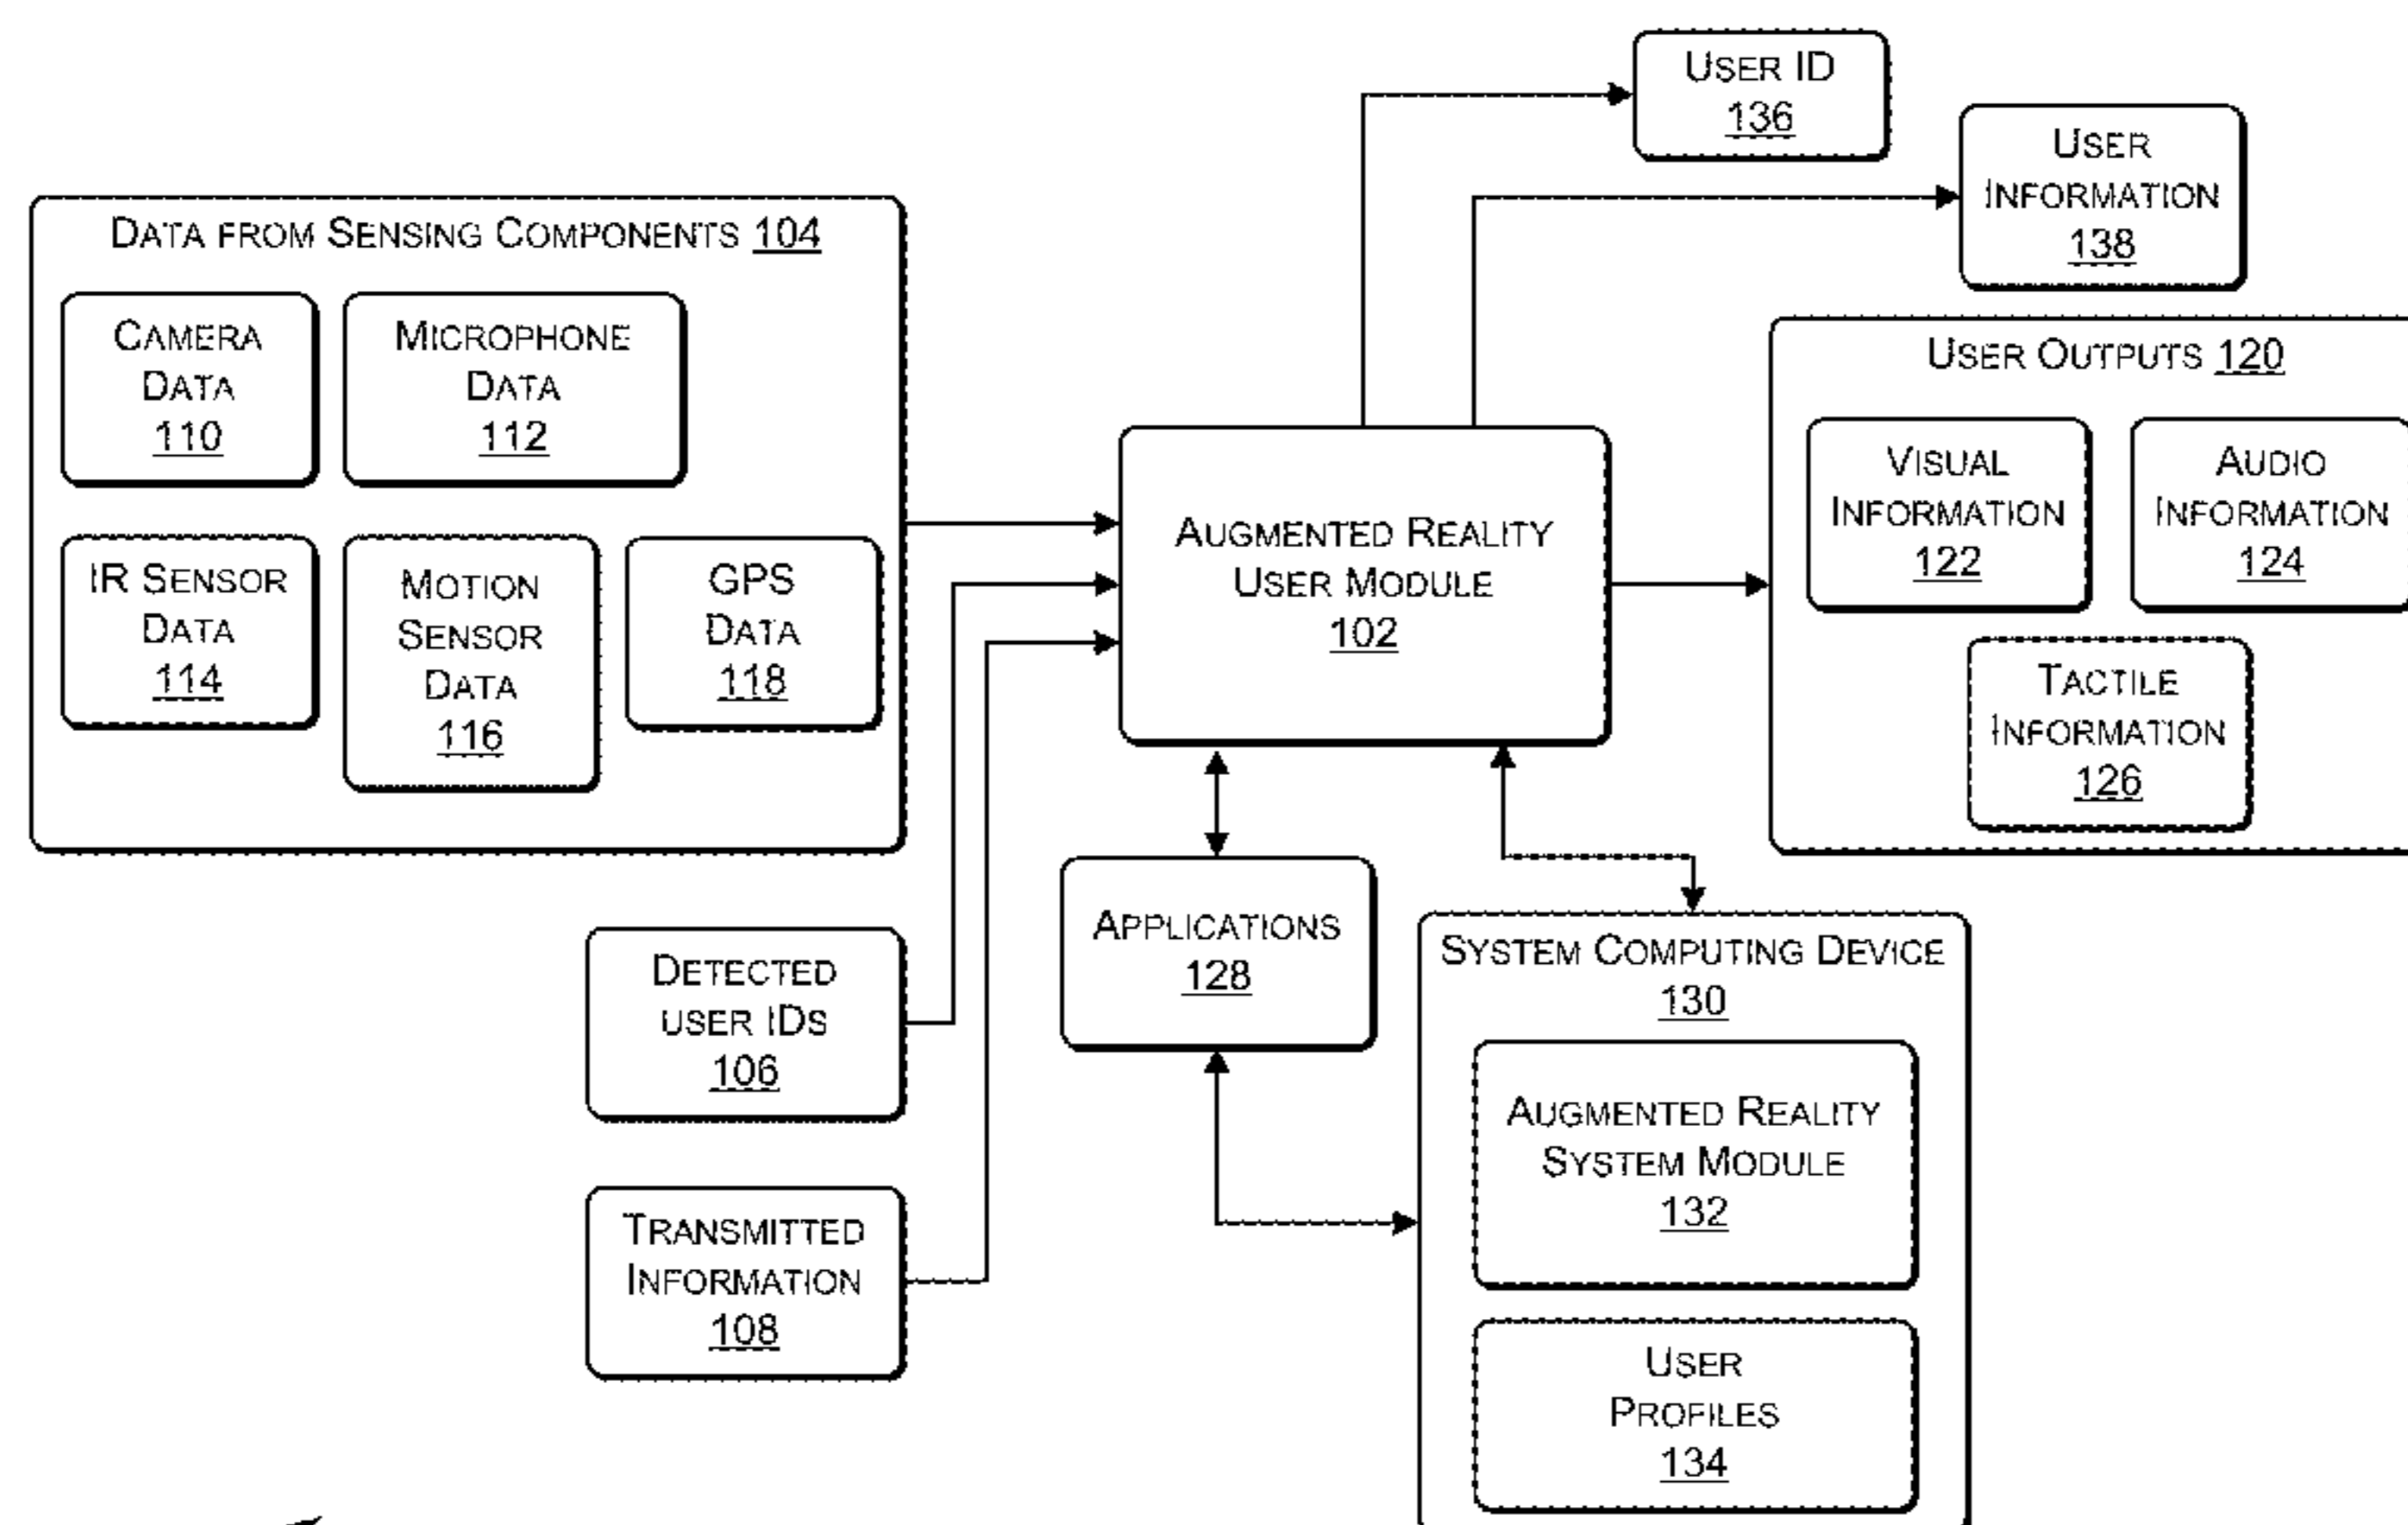 USER ID
136
USER
INFORMATION
138
DATA FROM SENSING COMPONENTS 104
CAMERA
DATA
110
MICROPHONE
DATA
112
IR SENSOR
DATA
114
MOTION
SENSOR
DATA
116
GPS
DATA
118
AUGMENTED REALITY
USER MODULE
102
USER OUTPUTS 120
VISUAL
INFORMATION
122
AUDIO
INFORMATION
124
TACTILE
INFORMATION
126
DETECTED
USER IDS
106
TRANSMITTED
INFORMATION
108
APPLICATIONS
128
SYSTEM COMPUTING DEVICE
130
AUGMENTED REALITY
SYSTEM MODULE
132
USER
PROFILES
134